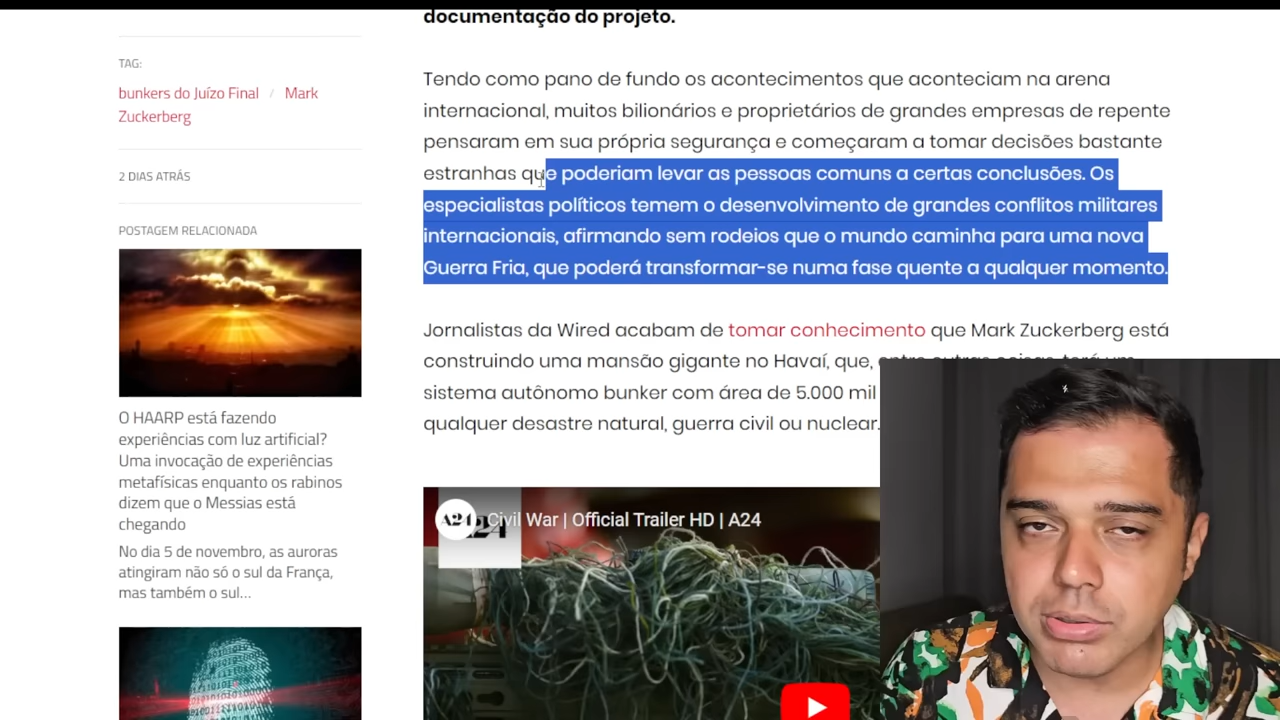 documentação do projeto.
TAG:
bunkers do Juízo Final / Mark
Zuckerberg
2 DIAS ATRÁS
POSTAGEM RELACIONADA
O HAARP está fazendo
experiências com luz artificial?
Uma invocação de experiências
metafísicas enquanto os rabinos
dizem que o Messias está
chegando
No dia 5 de novembro, as auroras
atingiram não só o sul da França,
mas também o sul...
Tendo como pano de fundo os acontecimentos que aconteciam na arena
internacional, muitos bilionários e proprietários de grandes empresas de repente
pensaram em sua própria segurança e começaram a tomar decisões bastante
estranhas que poderiam levar as pessoas comuns a certas conclusões. Os
especialistas políticos temem o desenvolvimento de grandes conflitos militares
internacionais, afirmando sem rodeios que o mundo caminha para uma nova
Guerra Fria, que poderá transformar-se numa fase quente a qualquer momento.
Jornalistas da Wired acabam de tomar conhecimento que Mark Zuckerberg está
construindo uma mansão gigante no Havaí, que,
sistema autônomo bunker com área de 5.000 mil
qualquer desastre natural, guerra civil ou nuclear.
A24 Civil War | Official Trailer HD | A24